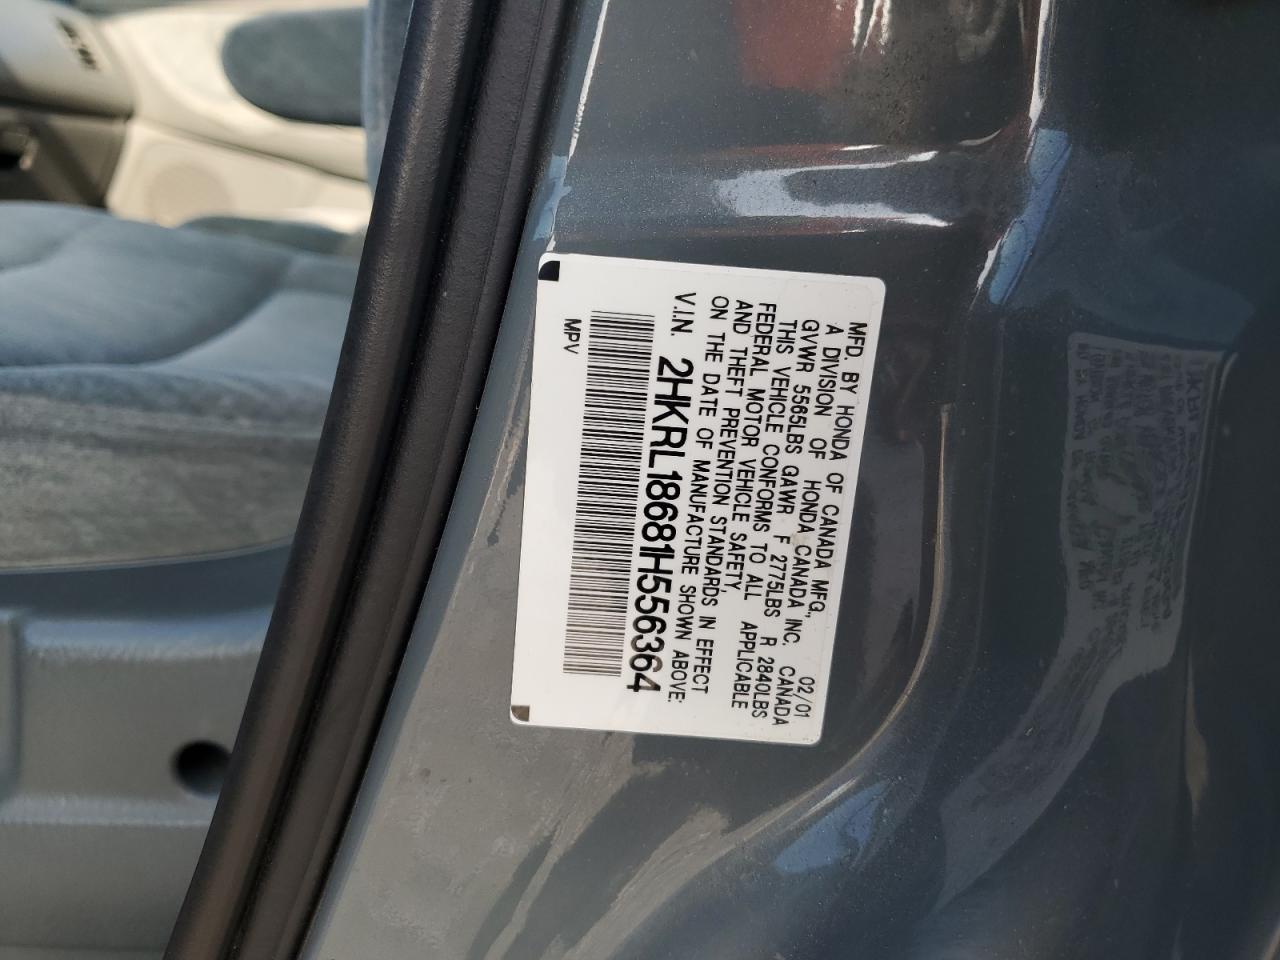 MFD. BY HONDA OF CANADA MFG., 02/01
A DIVISION OF HONDA CANADA INC. CANADA
GVWR 5565LBS GAWR F 2775LBS R 2840LBS
THIS VEHICLE CONFORMS TO ALL APPLICABLE
FEDERAL MOTOR VEHICLE SAFETY,
AND THEFT PREVENTION STANDARDS IN EFFECT
ON THE DATE OF MANUFACTURE SHOWN ABOVE:
V.I.N. 2HKRL18681H556364
MPV